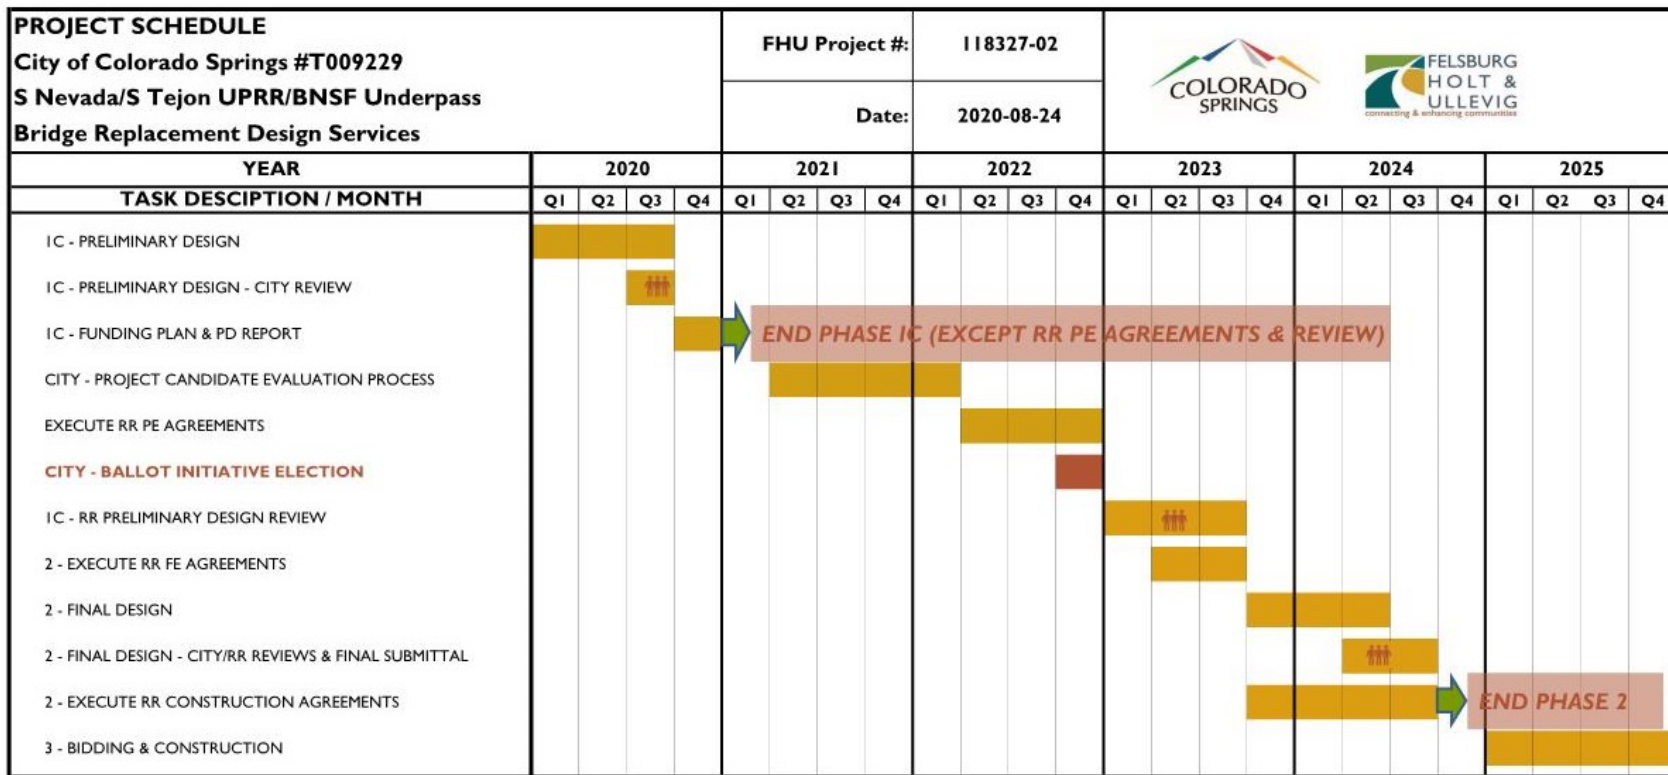 PROJECT SCHEDULE
City of Colorado Springs #T009229
S Nevada/S Tejon UPRR/BNSF Underpass
Bridge Replacement Design Services
FHU Project #: 118327-02
Date: 2020-08-24
COLORADO
SPRINGS
FELSBURG
HOLT &
ULLEVIG
connecting & enhancing communities
YEAR 2020 2021 2022 2023 2024 2025
TASK DESCIPTION / MONTH Q1 Q2 Q3 Q4 Q1 Q2 Q3 Q4 Q1 Q2 Q3 Q4 Q1 Q2 Q3 Q4 Q1 Q2 Q3 Q4 Q1 Q2 Q3 Q4
1C - PRELIMINARY DESIGN
1C - PRELIMINARY DESIGN - CITY REVIEW
1C - FUNDING PLAN & PD REPORT
END PHASE 1C (EXCEPT RR PE AGREEMENTS & REVIEW)
CITY - PROJECT CANDIDATE EVALUATION PROCESS
EXECUTE RR PE AGREEMENTS
CITY - BALLOT INITIATIVE ELECTION
1C - RR PRELIMINARY DESIGN REVIEW
2 - EXECUTE RR FE AGREEMENTS
2 - FINAL DESIGN
2 - FINAL DESIGN - CITY/RR REVIEWS & FINAL SUBMITTAL
2 - EXECUTE RR CONSTRUCTION AGREEMENTS
END PHASE 2
3 - BIDDING & CONSTRUCTION